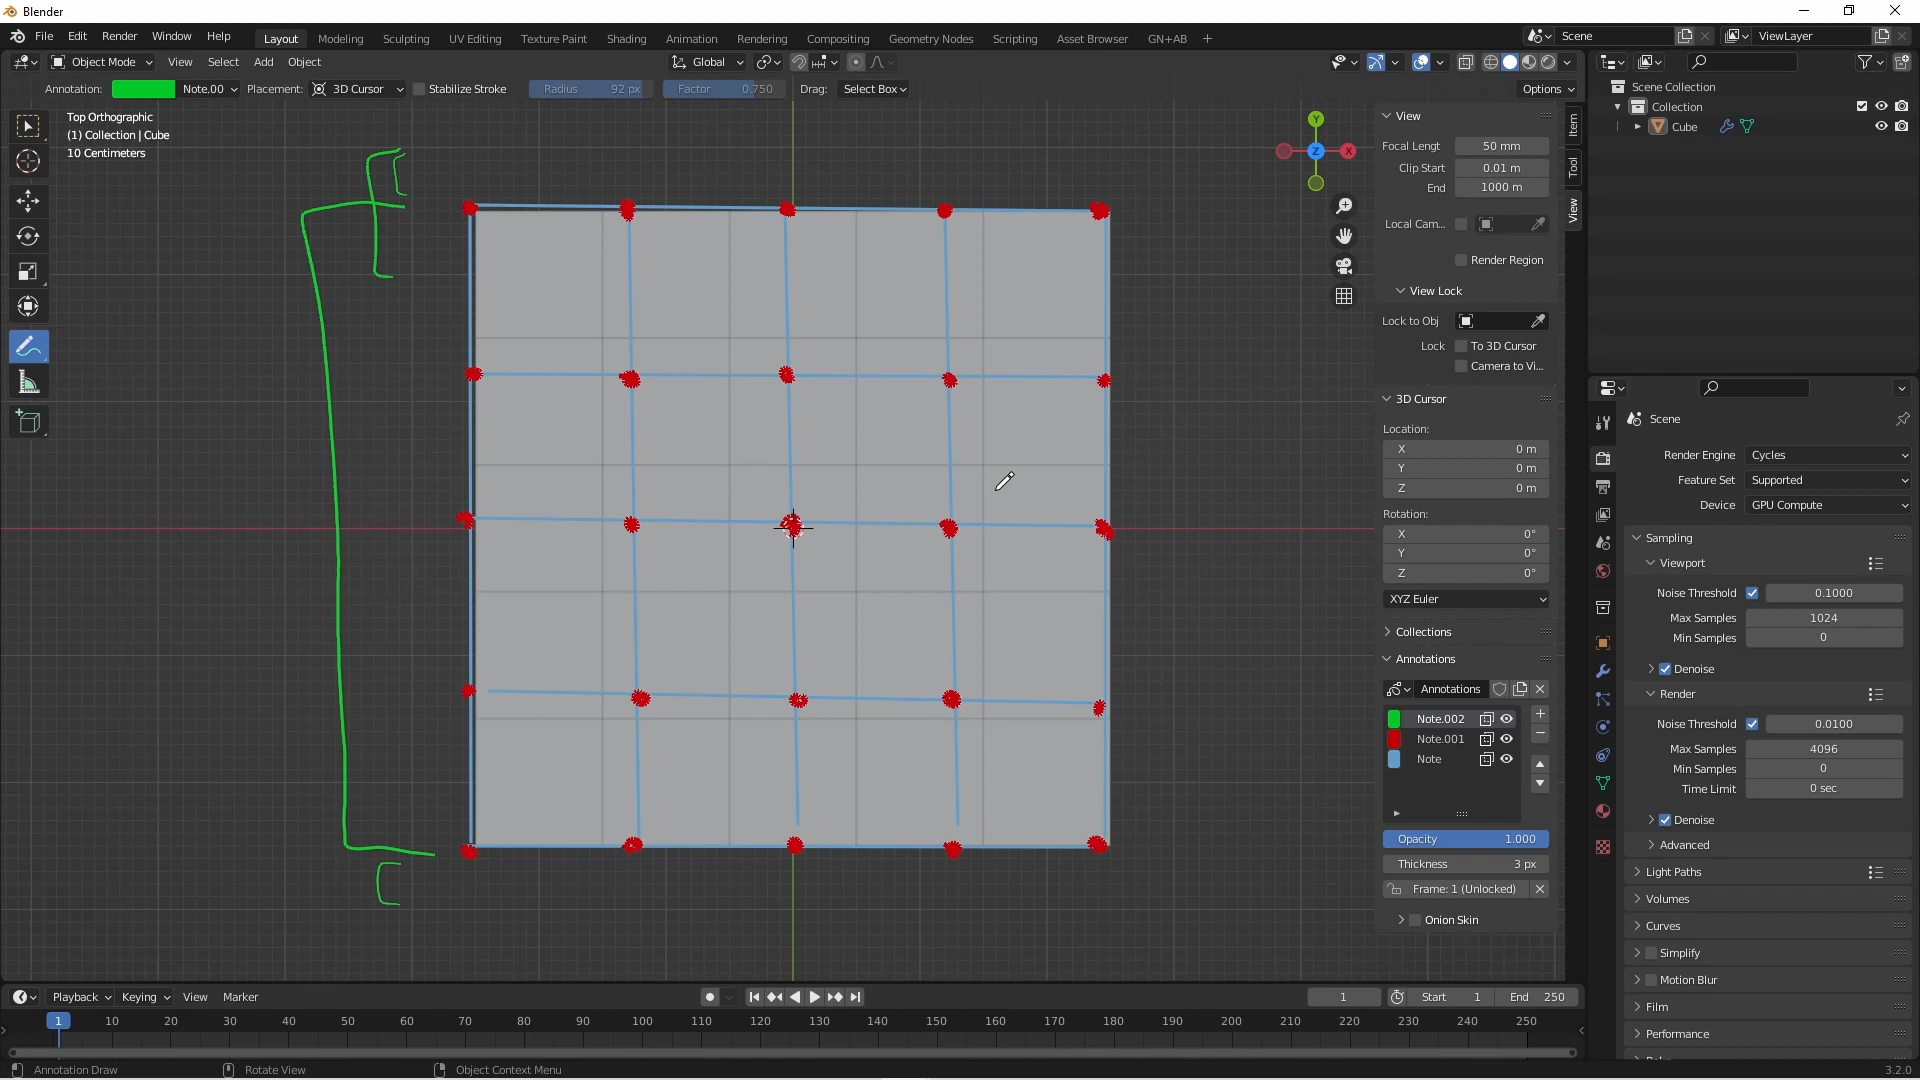 Blender
File Edit Render Window Help Layout Modeling Sculpting UV Editing Texture Paint Shading Animation Rendering Compositing Geometry Nodes Scripting Asset Browser GN+AB + Scene ViewLayer
Object Mode View Select Add Object Global
Annotation: Note.00 Placement: 3D Cursor Stabilize Stroke Radius 92 px Factor 0.750 Drag: Select Box Options
Top Orthographic
(1) Collection | Cube
10 Centimeters
Y
Z X
Item
Tool
View
View
Focal Lengt 50 mm
Clip Start 0.01 m
End 1000 m
Local Cam...
Render Region
View Lock
Lock to Obj
Lock To 3D Cursor
Camera to Vi...
3D Cursor
Location:
X 0 m
Y 0 m
Z 0 m
Rotation:
X 0°
Y 0°
Z 0°
XYZ Euler
Collections
Annotations
Annotations
Note.002
Note.001
Note
Opacity 1.000
Thickness 3 px
Frame: 1 (Unlocked)
Onion Skin
Scene Collection
Collection
Cube
Scene
Render Engine Cycles
Feature Set Supported
Device GPU Compute
Sampling
Viewport
Noise Threshold 0.1000
Max Samples 1024
Min Samples 0
Denoise
Render
Noise Threshold 0.0100
Max Samples 4096
Min Samples 0
Time Limit 0 sec
Denoise
Advanced
Light Paths
Volumes
Curves
Simplify
Motion Blur
Film
Performance
Playback Keying View Marker 1 Start 1 End 250
1 10 20 30 40 50 60 70 80 90 100 110 120 130 140 150 160 170 180 190 200 210 220 230 240 250
Annotation Draw Rotate View Object Context Menu 3.2.0